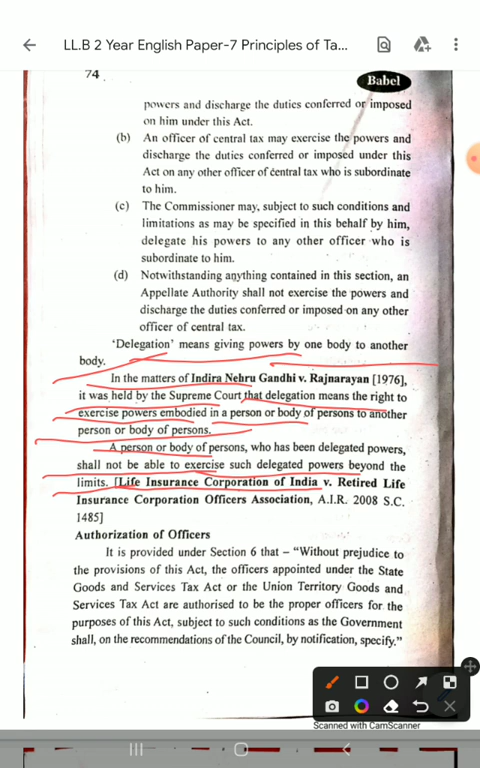 LL.B 2 Year English Paper-7 Principles of Ta...
74
Babel
powers and discharge the duties conferred or imposed
on him under this Act.
(b) An officer of central tax may exercise the powers and
discharge the duties conferred or imposed under this
Act on any other officer of central tax who is subordinate
to him.
(c) The Commissioner may, subject to such conditions and
limitations as may be specified in this behalf by him,
delegate his powers to any other officer who is
subordinate to him.
(d) Notwithstanding anything contained in this section, an
Appellate Authority shall not exercise the powers and
discharge the duties conferred or imposed on any other
officer of central tax.
'Delegation' means giving powers by one body to another
body.
In the matters of Indira Nehru Gandhi v. Rajnarayan [1976],
it was held by the Supreme Court that delegation means the right to
exercise powers embodied in a person or body of persons to another
person or body of persons.
A person or body of persons, who has been delegated powers,
shall not be able to exercise such delegated powers beyond the
limits. [Life Insurance Corporation of India v. Retired Life
Insurance Corporation Officers Association, A.I.R. 2008 S.C.
1485]
Authorization of Officers
It is provided under Section 6 that – "Without prejudice to
the provisions of this Act, the officers appointed under the State
Goods and Services Tax Act or the Union Territory Goods and
Services Tax Act are authorised to be the proper officers for the
purposes of this Act, subject to such conditions as the Government
shall, on the recommendations of the Council, by notification, specify."
Scanned with CamScanner